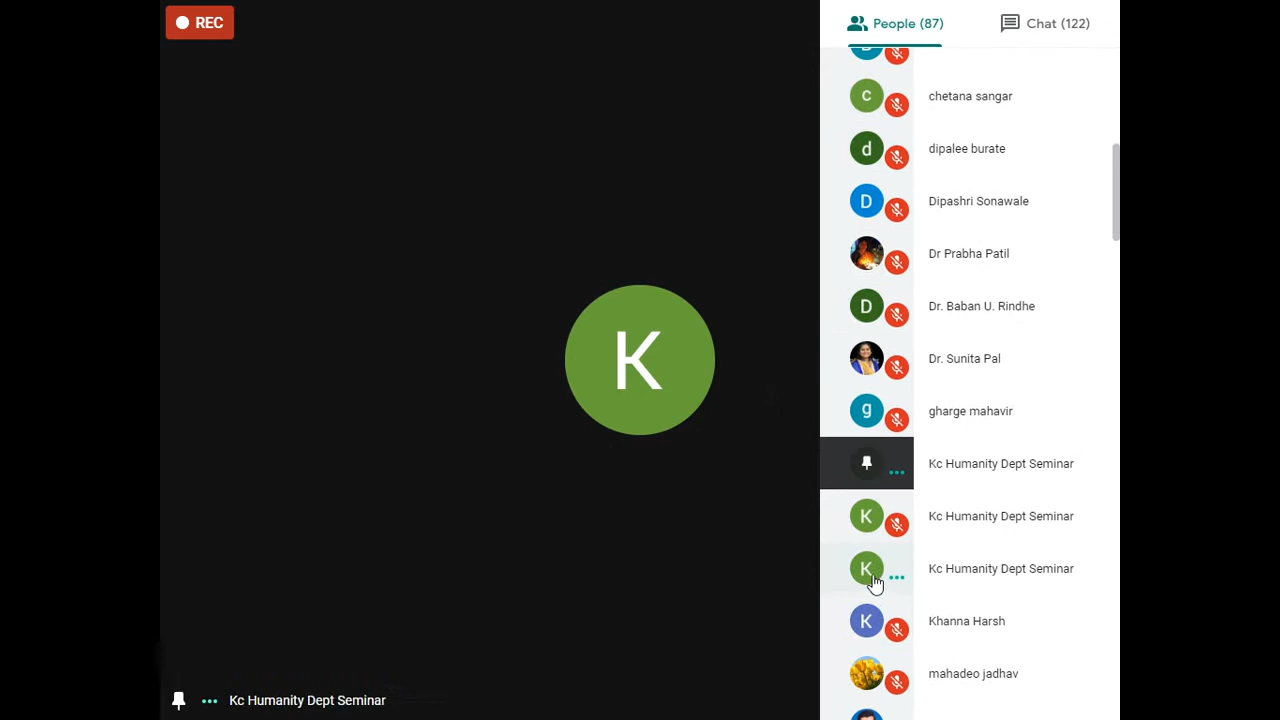 REC
People (87)
Chat (122)
c
chetana sangar
d
dipalee burate
D
Dipashri Sonawale
Dr Prabha Patil
D
Dr. Baban U. Rindhe
Dr. Sunita Pal
g
gharge mahavir
K
Kc Humanity Dept Seminar
K
Kc Humanity Dept Seminar
K
Kc Humanity Dept Seminar
K
Khanna Harsh
mahadeo jadhav
Kc Humanity Dept Seminar